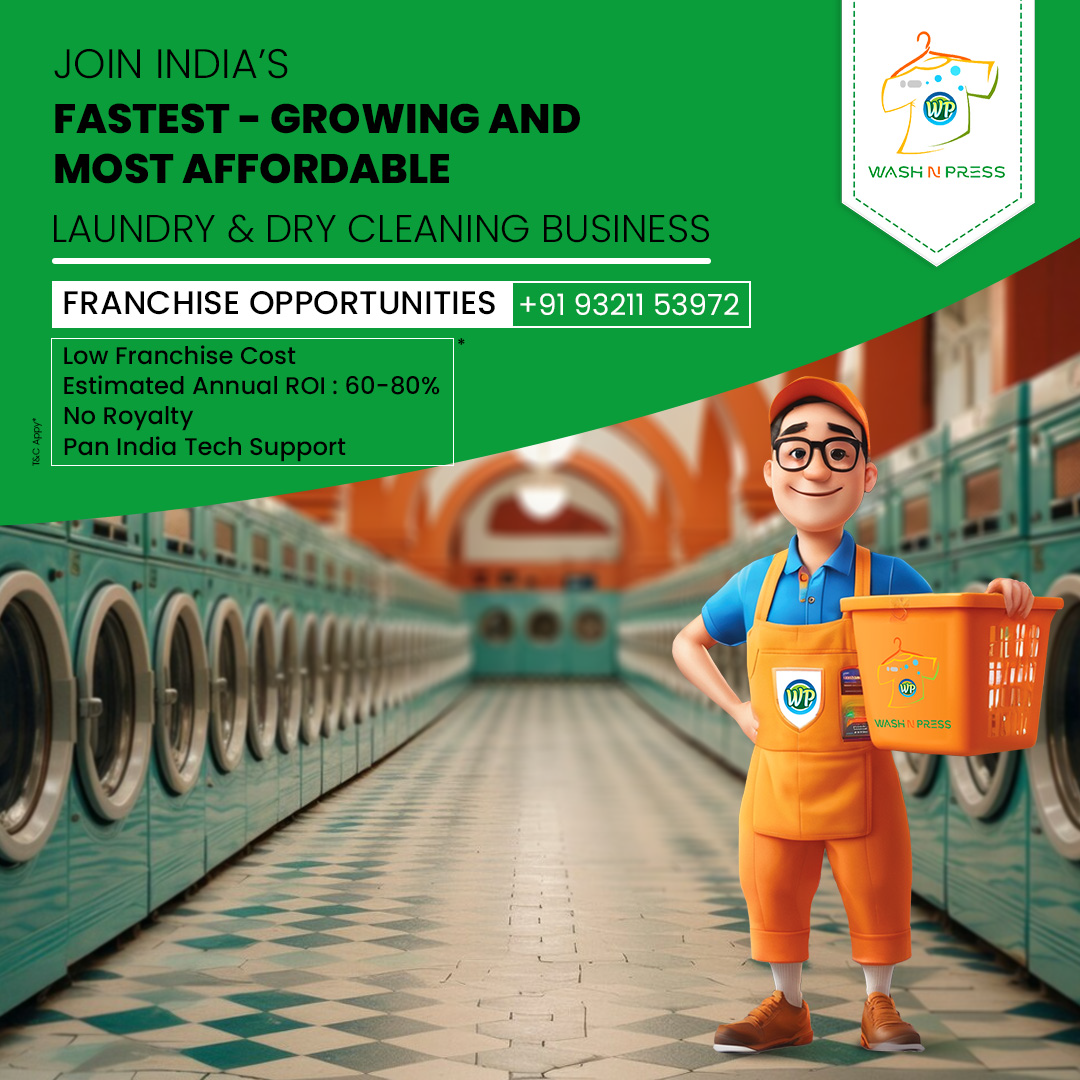 JOIN INDIA’S
FASTEST - GROWING AND
MOST AFFORDABLE
LAUNDRY & DRY CLEANING BUSINESS
FRANCHISE OPPORTUNITIES +91 93211 53972
Low Franchise Cost *
Estimated Annual ROI : 60-80%
No Royalty
Pan India Tech Support
T&C Appy*
WP
WASH N PRESS
WP
WP
WASH N PRESS